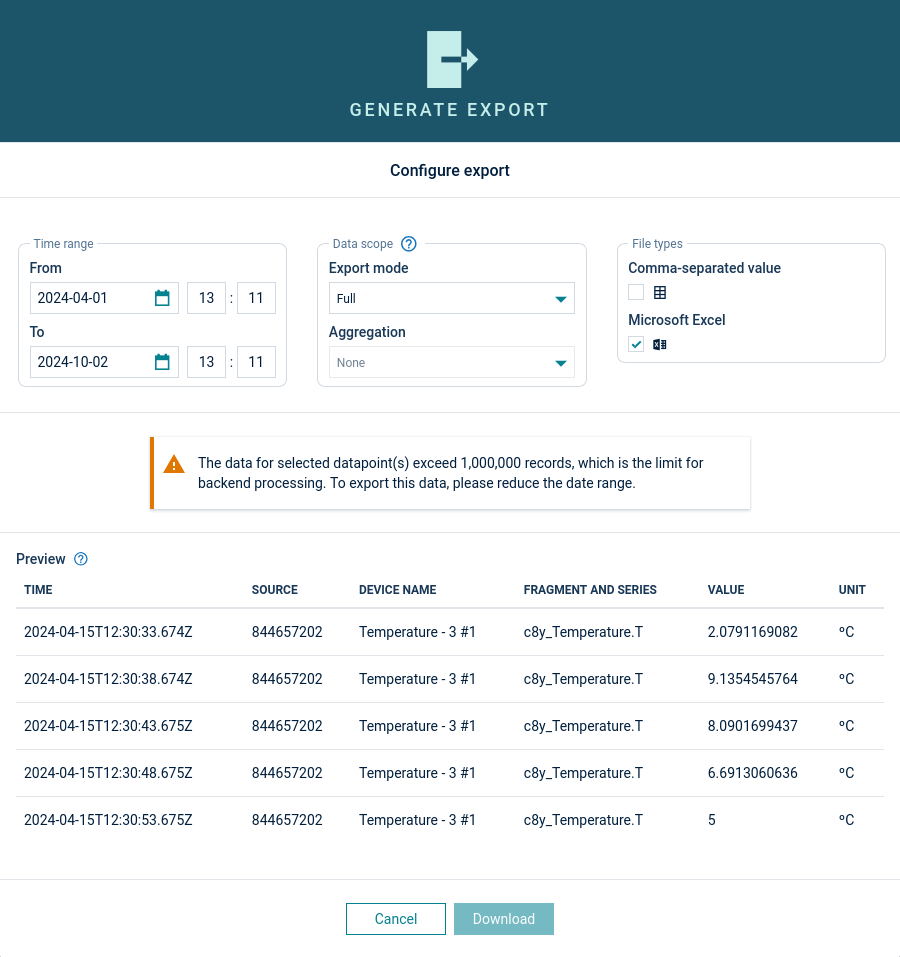 GENERATE EXPORT
Configure export
Time range
From
2024-04-01 13 : 11
To
2024-10-02 13 : 11
Data scope ?
Export mode
Full
Aggregation
None
File types
Comma-separated value
Microsoft Excel
The data for selected datapoint(s) exceed 1,000,000 records, which is the limit for
backend processing. To export this data, please reduce the date range.
Preview ?
TIME SOURCE DEVICE NAME FRAGMENT AND SERIES VALUE UNIT
2024-04-15T12:30:33.674Z 844657202 Temperature - 3 #1 c8y_Temperature.T 2.0791169082 ºC
2024-04-15T12:30:38.674Z 844657202 Temperature - 3 #1 c8y_Temperature.T 9.1354545764 ºC
2024-04-15T12:30:43.675Z 844657202 Temperature - 3 #1 c8y_Temperature.T 8.0901699437 ºC
2024-04-15T12:30:48.675Z 844657202 Temperature - 3 #1 c8y_Temperature.T 6.6913060636 ºC
2024-04-15T12:30:53.675Z 844657202 Temperature - 3 #1 c8y_Temperature.T 5 ºC
Cancel Download